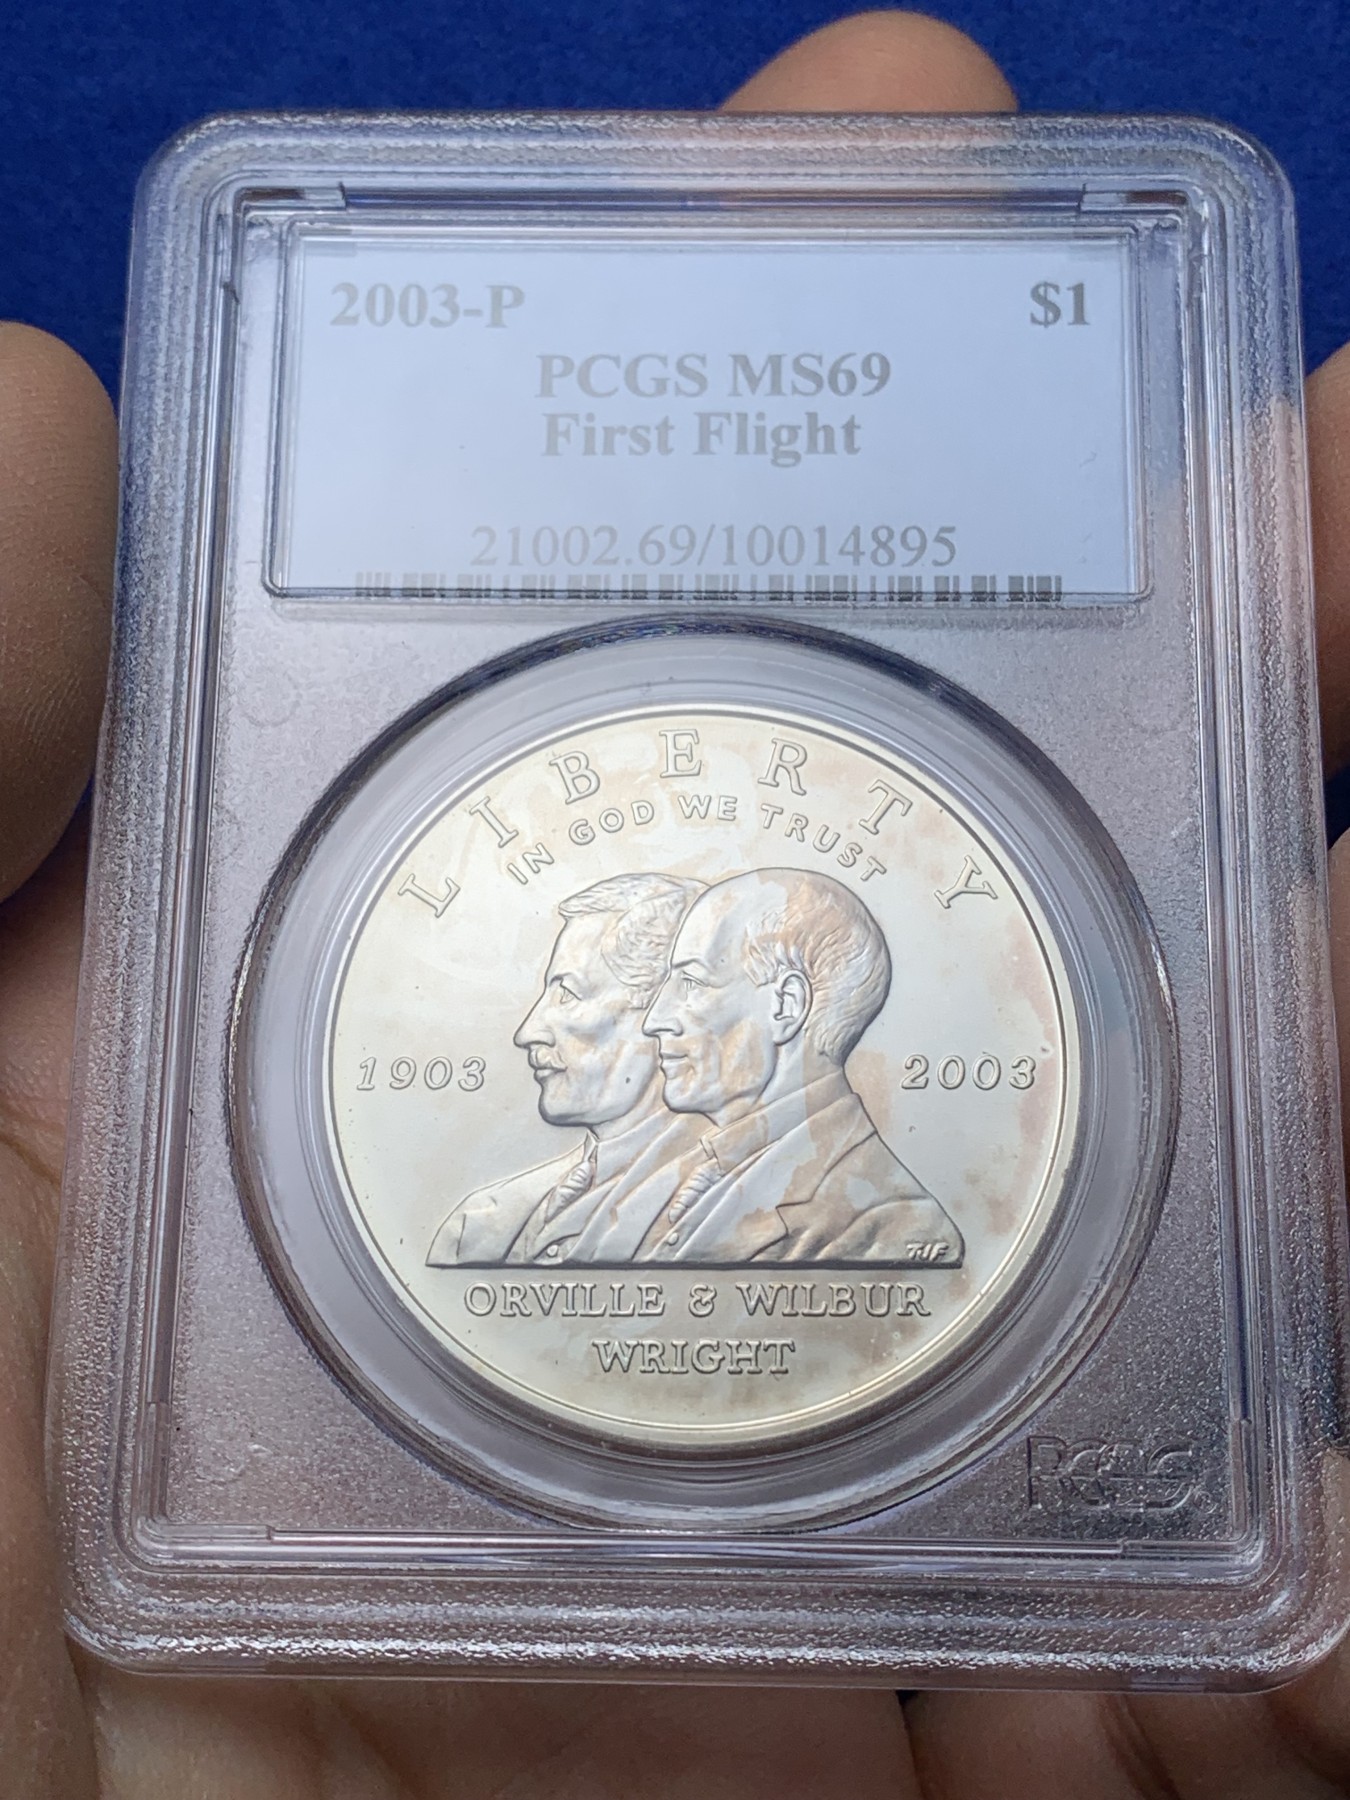 2003-P $1
PCGS MS69
First Flight
21002.69/10014895
LIBERTY
IN GOD WE TRUST
1903 2003
TJF
ORVILLE & WILBUR
WRIGHT
PCGS